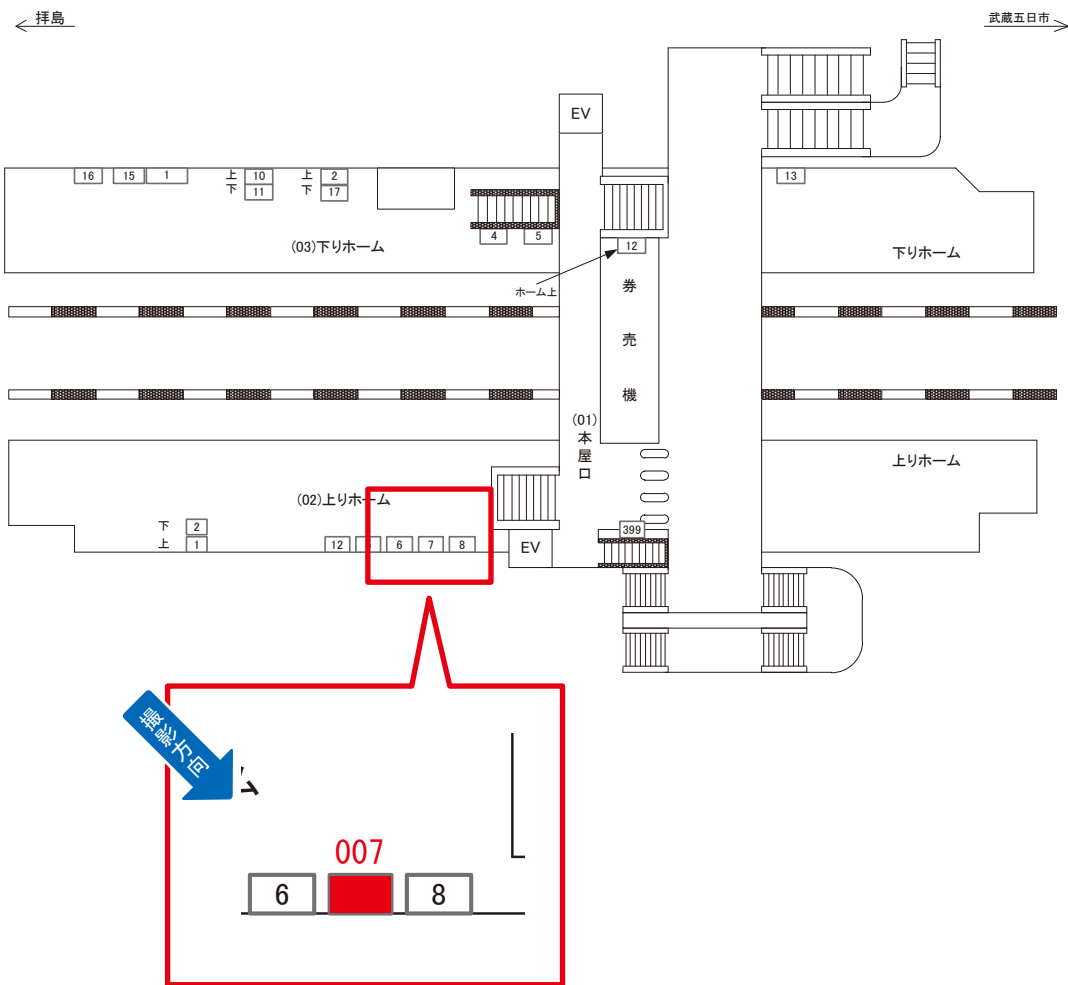 拝島
武蔵五日市
EV
16
15
1
上
10
下
11
上
2
下
17
13
4
5
12
(03)下りホーム
下りホーム
ホーム上
券売機
(01)本屋口
上りホーム
(02)上りホーム
下
2
上
1
12
6
7
8
EV
399
撮影方向
ム
007
6
8